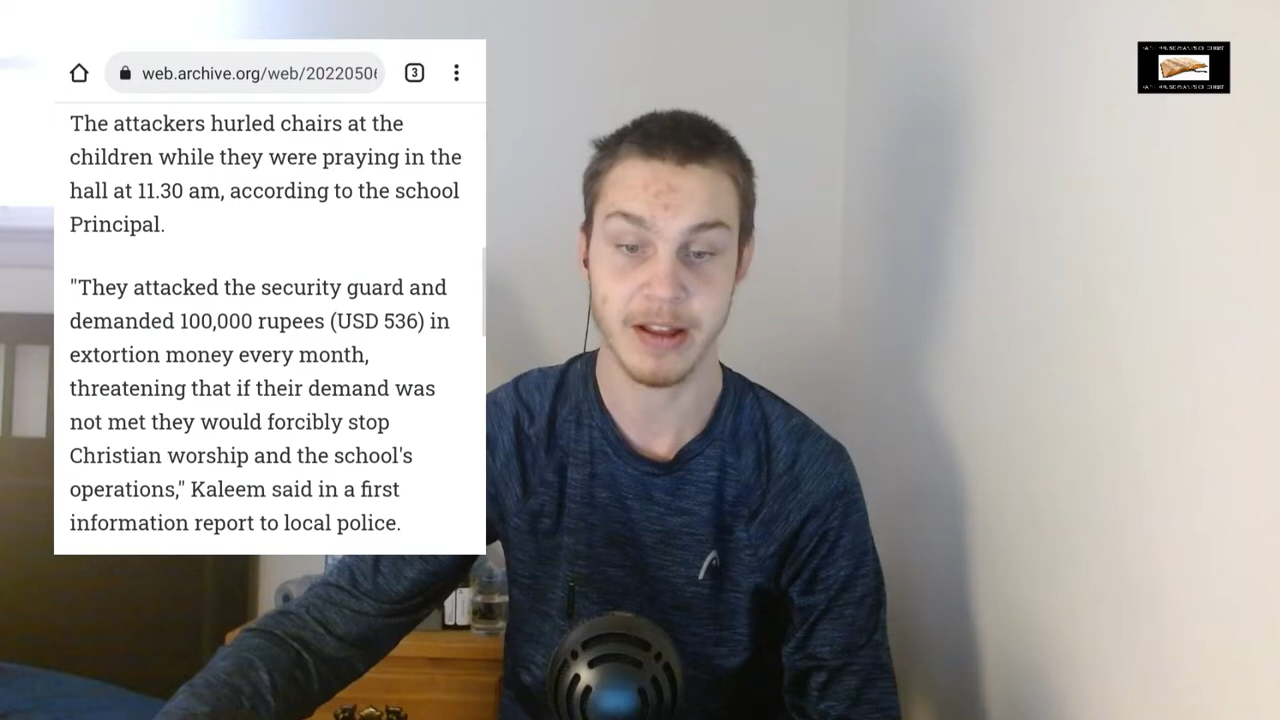 web.archive.org/web/2022050
3
The attackers hurled chairs at the
children while they were praying in the
hall at 11.30 am, according to the school
Principal.
"They attacked the security guard and
demanded 100,000 rupees (USD 536) in
extortion money every month,
threatening that if their demand was
not met they would forcibly stop
Christian worship and the school's
operations," Kaleem said in a first
information report to local police.